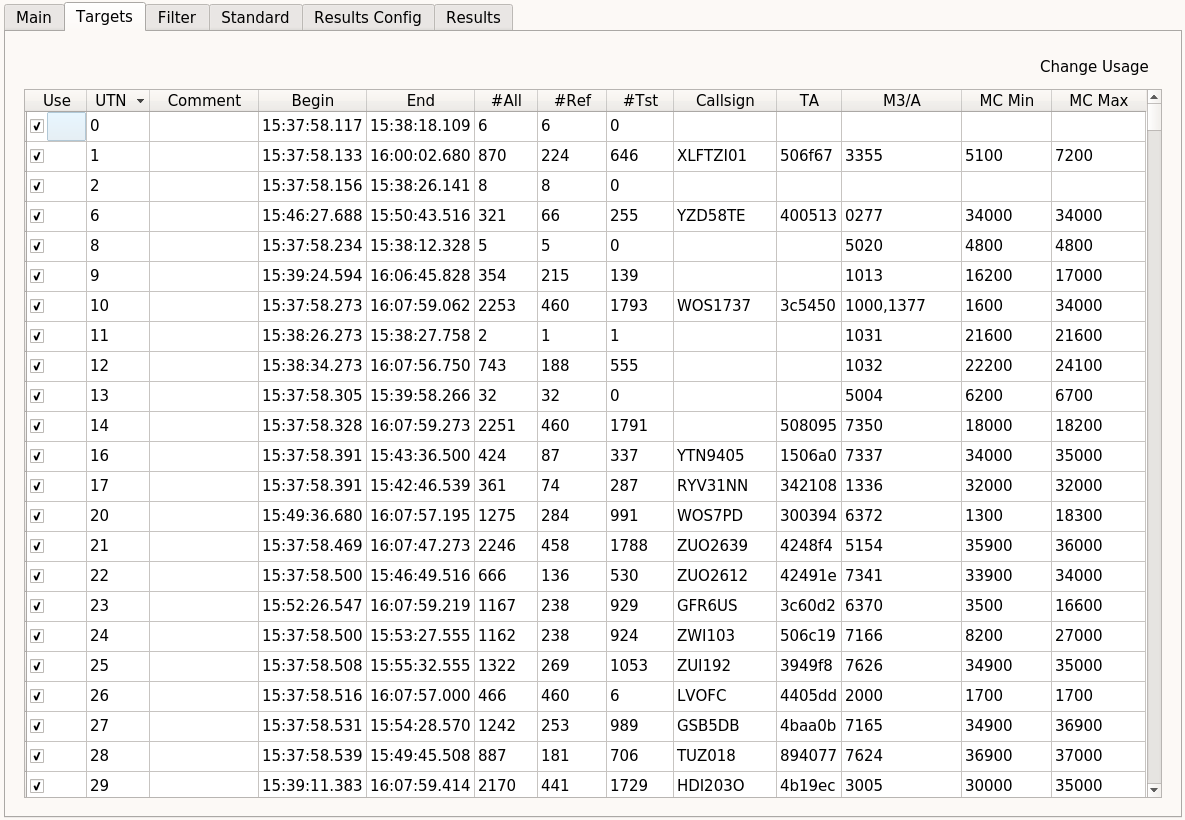 Main Targets Filter Standard Results Config Results
Change Usage
Use UTN Comment Begin End #All #Ref #Tst Callsign TA M3/A MC Min MC Max
0 15:37:58.117 15:38:18.109 6 6 0
1 15:37:58.133 16:00:02.680 870 224 646 XLFTZI01 506f67 3355 5100 7200
2 15:37:58.156 15:38:26.141 8 8 0
6 15:46:27.688 15:50:43.516 321 66 255 YZD58TE 400513 0277 34000 34000
8 15:37:58.234 15:38:12.328 5 5 0 5020 4800 4800
9 15:39:24.594 16:06:45.828 354 215 139 1013 16200 17000
10 15:37:58.273 16:07:59.062 2253 460 1793 WOS1737 3c5450 1000,1377 1600 34000
11 15:38:26.273 15:38:27.758 2 1 1 1031 21600 21600
12 15:38:34.273 16:07:56.750 743 188 555 1032 22200 24100
13 15:37:58.305 15:39:58.266 32 32 0 5004 6200 6700
14 15:37:58.328 16:07:59.273 2251 460 1791 508095 7350 18000 18200
16 15:37:58.391 15:43:36.500 424 87 337 YTN9405 1506a0 7337 34000 35000
17 15:37:58.391 15:42:46.539 361 74 287 RYV31NN 342108 1336 32000 32000
20 15:49:36.680 16:07:57.195 1275 284 991 WOS7PD 300394 6372 1300 18300
21 15:37:58.469 16:07:47.273 2246 458 1788 ZUO2639 4248f4 5154 35900 36000
22 15:37:58.500 15:46:49.516 666 136 530 ZUO2612 42491e 7341 33900 34000
23 15:52:26.547 16:07:59.219 1167 238 929 GFR6US 3c60d2 6370 3500 16600
24 15:37:58.500 15:53:27.555 1162 238 924 ZWI103 506c19 7166 8200 27000
25 15:37:58.508 15:55:32.555 1322 269 1053 ZUI192 3949f8 7626 34900 35000
26 15:37:58.516 16:07:57.000 466 460 6 LVOFC 4405dd 2000 1700 1700
27 15:37:58.531 15:54:28.570 1242 253 989 GSB5DB 4baa0b 7165 34900 36900
28 15:37:58.539 15:49:45.508 887 181 706 TUZ018 894077 7624 36900 37000
29 15:39:11.383 16:07:59.414 2170 441 1729 HDI203O 4b19ec 3005 30000 35000